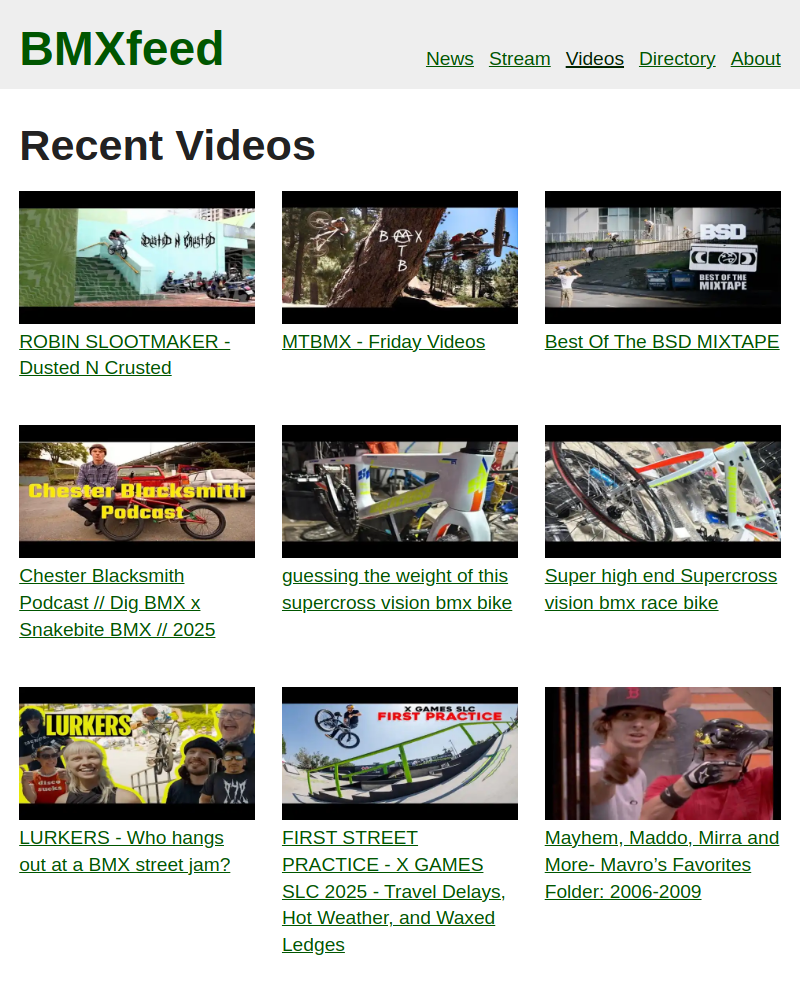 BMXfeed
News Stream Videos Directory About
Recent Videos
DUSTED N CRUSTED
BMX
MTB
BSD
BEST OF THE
MIXTAPE
ROBIN SLOOTMAKER -
Dusted N Crusted
MTBMX - Friday Videos
Best Of The BSD MIXTAPE
Chester Blacksmith
Podcast
Chester Blacksmith
Podcast // Dig BMX x
Snakebite BMX // 2025
guessing the weight of this
supercross vision bmx bike
Super high end Supercross
vision bmx race bike
LURKERS
disco
sucks
X GAMES SLC
FIRST PRACTICE
B
LURKERS - Who hangs
out at a BMX street jam?
FIRST STREET
PRACTICE - X GAMES
SLC 2025 - Travel Delays,
Hot Weather, and Waxed
Ledges
Mayhem, Maddo, Mirra and
More- Mavro’s Favorites
Folder: 2006-2009